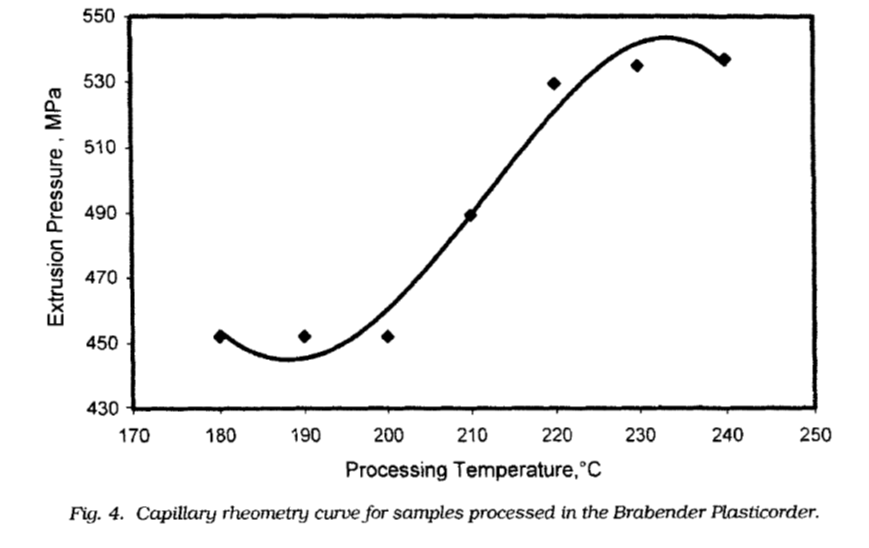 550
530
510
490
470
450
430
Extrusion Pressure , MPa
170 180 190 200 210 220 230 240 250
Processing Temperature,°C
Fig. 4. Capillary rheometry curve for samples processed in the Brabender Plasticorder.